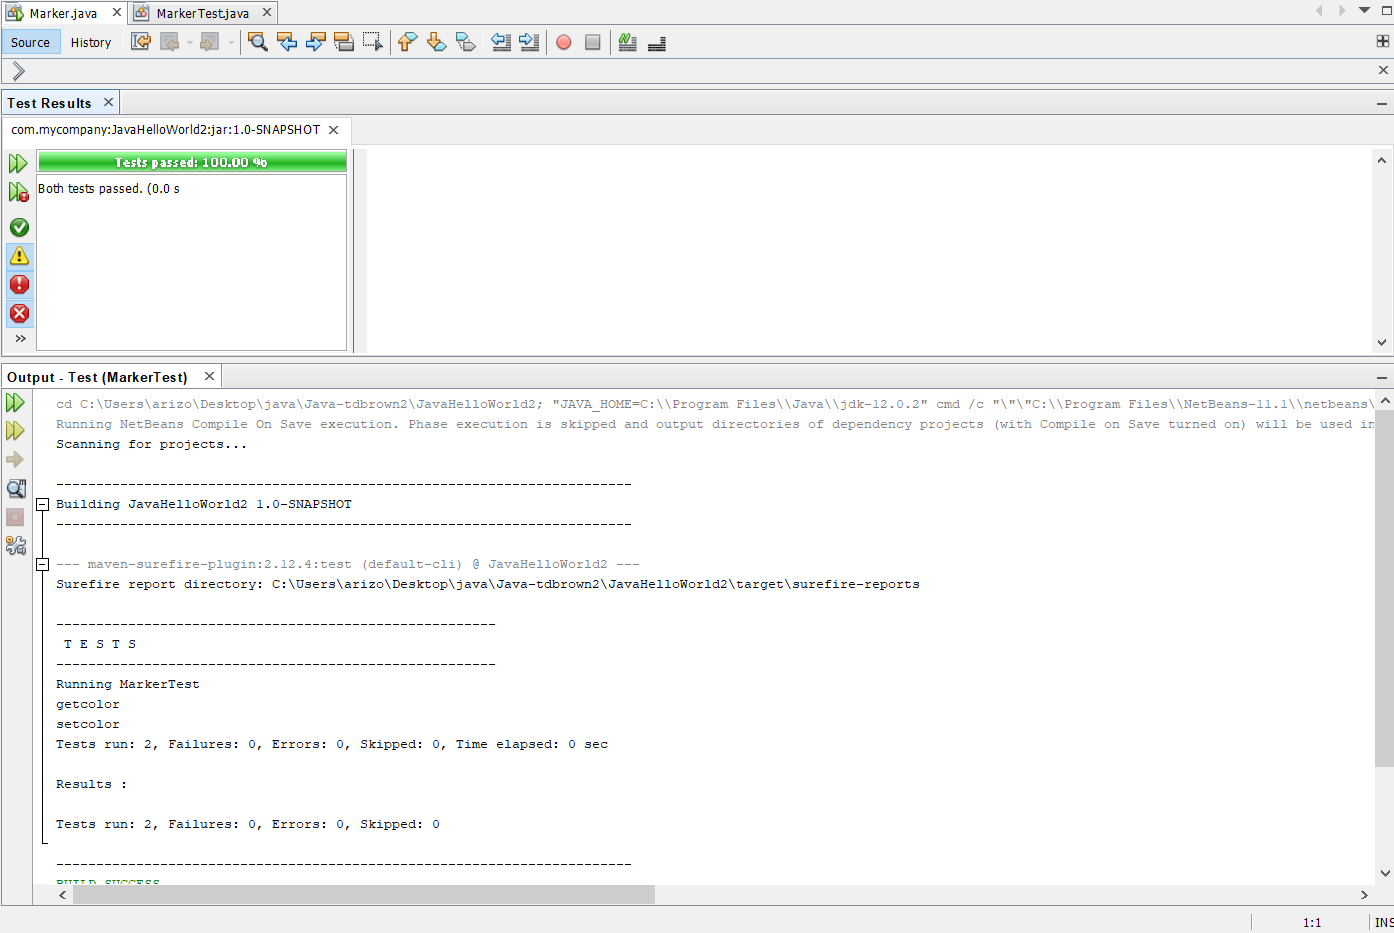 Marker.java
MarkerTest.java
Source History
Test Results
com.mycompany:JavaHelloWorld2:jar:1.0-SNAPSHOT
Tests passed: 100.00 %
Both tests passed. (0.0 s
Output - Test (MarkerTest)
cd C:\Users\arizo\Desktop\java\Java-tdbrown2\JavaHelloWorld2; "JAVA_HOME=C:\\Program Files\\Java\\jdk-12.0.2" cmd /c "\"\"C:\\Program Files\\NetBeans-11.1\\netbeans\
Running NetBeans Compile On Save execution. Phase execution is skipped and output directories of dependency projects (with Compile on Save turned on) will be used in
Scanning for projects...
------------------------------------------------------------------------
Building JavaHelloWorld2 1.0-SNAPSHOT
------------------------------------------------------------------------
--- maven-surefire-plugin:2.12.4:test (default-cli) @ JavaHelloWorld2 ---
Surefire report directory: C:\Users\arizo\Desktop\java\Java-tdbrown2\JavaHelloWorld2\target\surefire-reports
-------------------------------------------------------
T E S T S
-------------------------------------------------------
Running MarkerTest
getcolor
setcolor
Tests run: 2, Failures: 0, Errors: 0, Skipped: 0, Time elapsed: 0 sec
Results :
Tests run: 2, Failures: 0, Errors: 0, Skipped: 0
------------------------------------------------------------------------
BUILD SUCCESS
1:1
INS